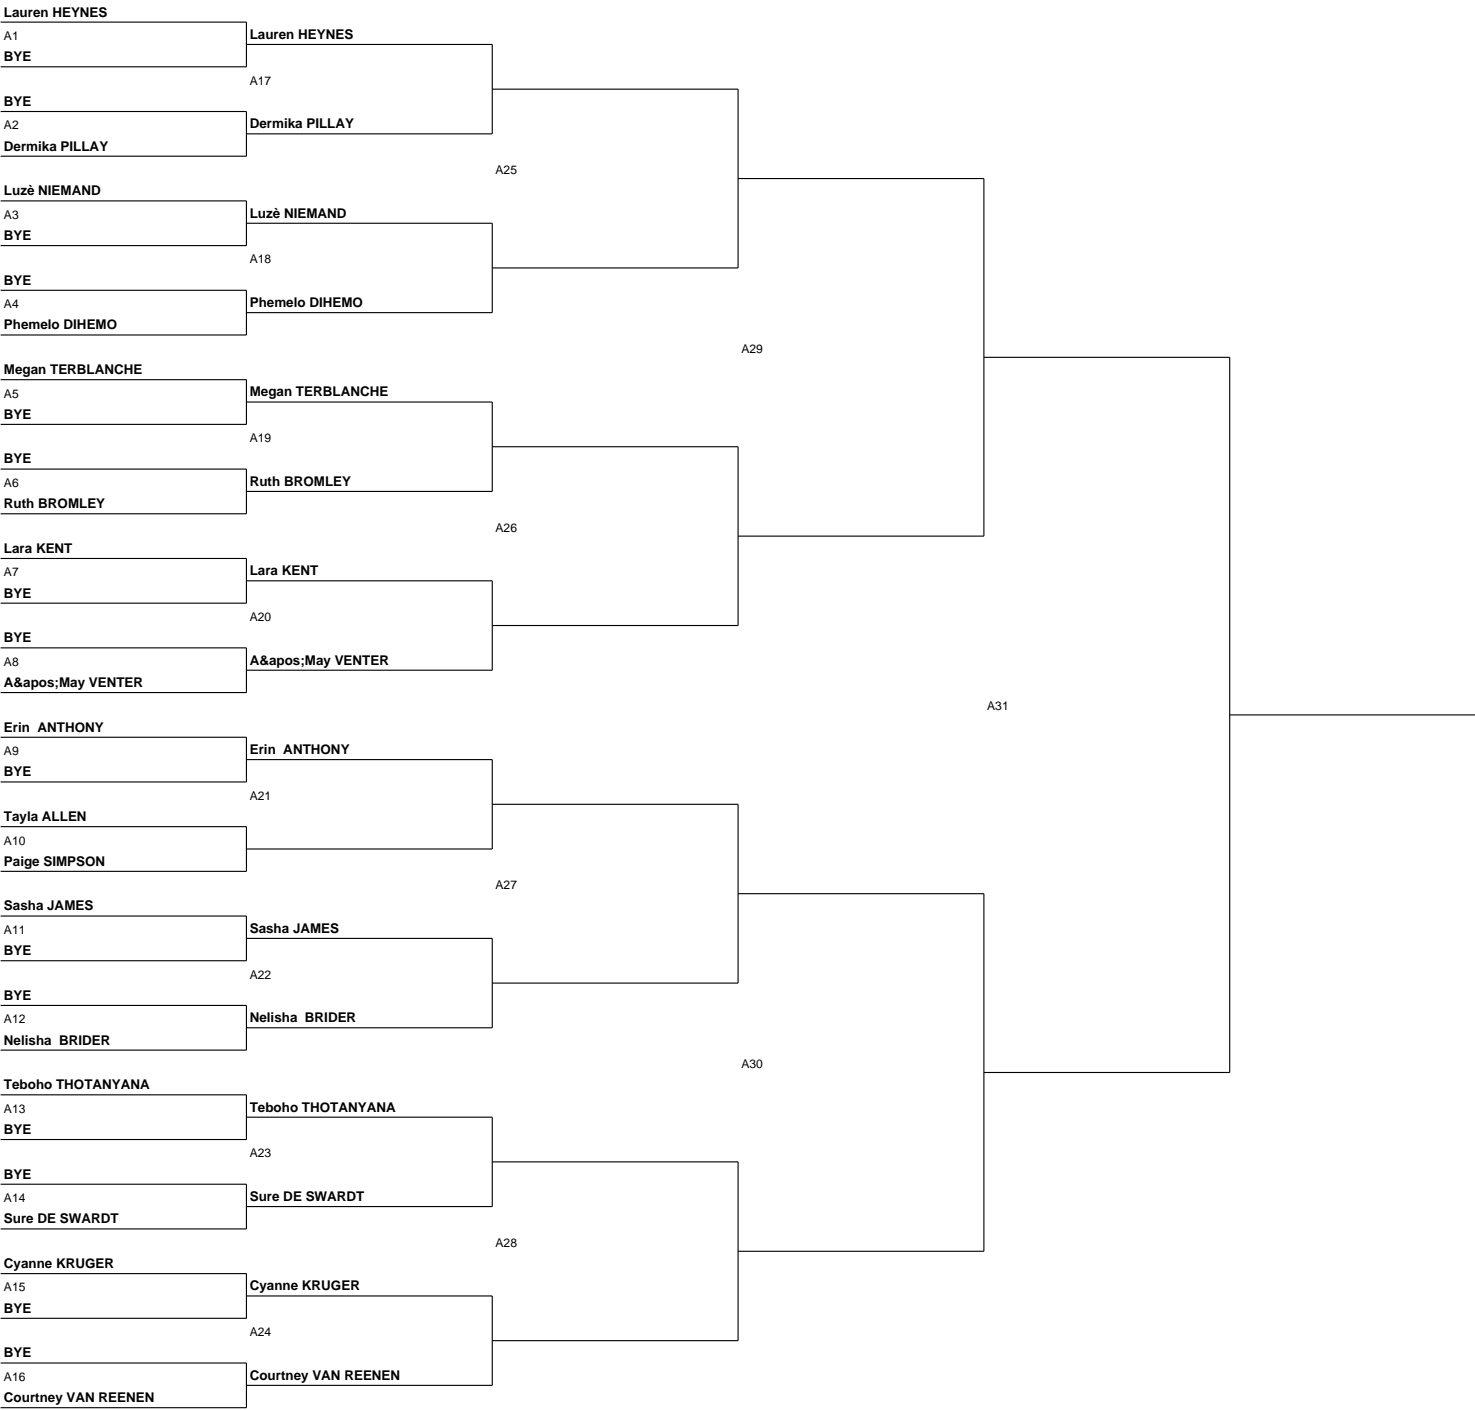 Lauren HEYNES
A1
BYE
Lauren HEYNES
A17
BYE
A2
Dermika PILLAY
Dermika PILLAY
A25
Luzè NIEMAND
A3
BYE
Luzè NIEMAND
A18
BYE
A4
Phemelo DIHEMO
Phemelo DIHEMO
A29
Megan TERBLANCHE
A5
BYE
Megan TERBLANCHE
A19
BYE
A6
Ruth BROMLEY
Ruth BROMLEY
A26
Lara KENT
A7
BYE
Lara KENT
A20
BYE
A8
A&apos;May VENTER
A&apos;May VENTER
A31
Erin  ANTHONY
A9
BYE
Erin  ANTHONY
A21
Tayla ALLEN
A10
Paige SIMPSON
A27
Sasha JAMES
A11
BYE
Sasha JAMES
A22
BYE
A12
Nelisha  BRIDER
Nelisha  BRIDER
A30
Teboho THOTANYANA
A13
BYE
Teboho THOTANYANA
A23
BYE
A14
Sure DE SWARDT
Sure DE SWARDT
A28
Cyanne KRUGER
A15
BYE
Cyanne KRUGER
A24
BYE
A16
Courtney VAN REENEN
Courtney VAN REENEN